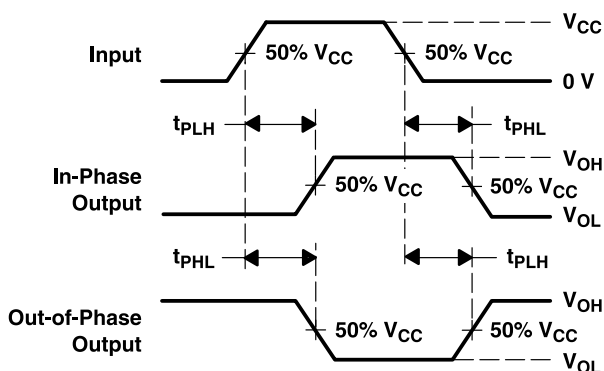 VCC
Input 50% VCC 50% VCC
0 V
tPLH tPHL
VOH
In-Phase
Output 50% VCC 50% VCC
VOL
tPHL tPLH
VOH
Out-of-Phase
Output 50% VCC 50% VCC
VOL